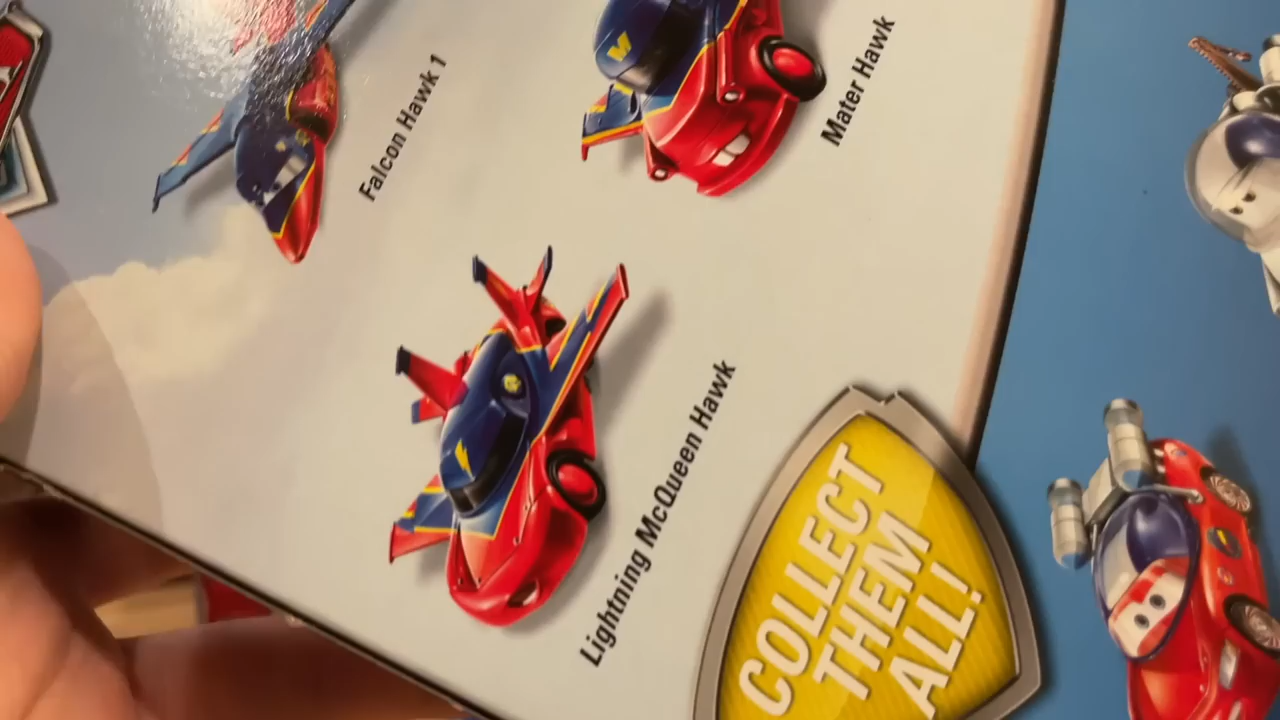 Falcon Hawk 1
Mater Hawk
Lightning McQueen Hawk
COLLECT
THEM
ALL!